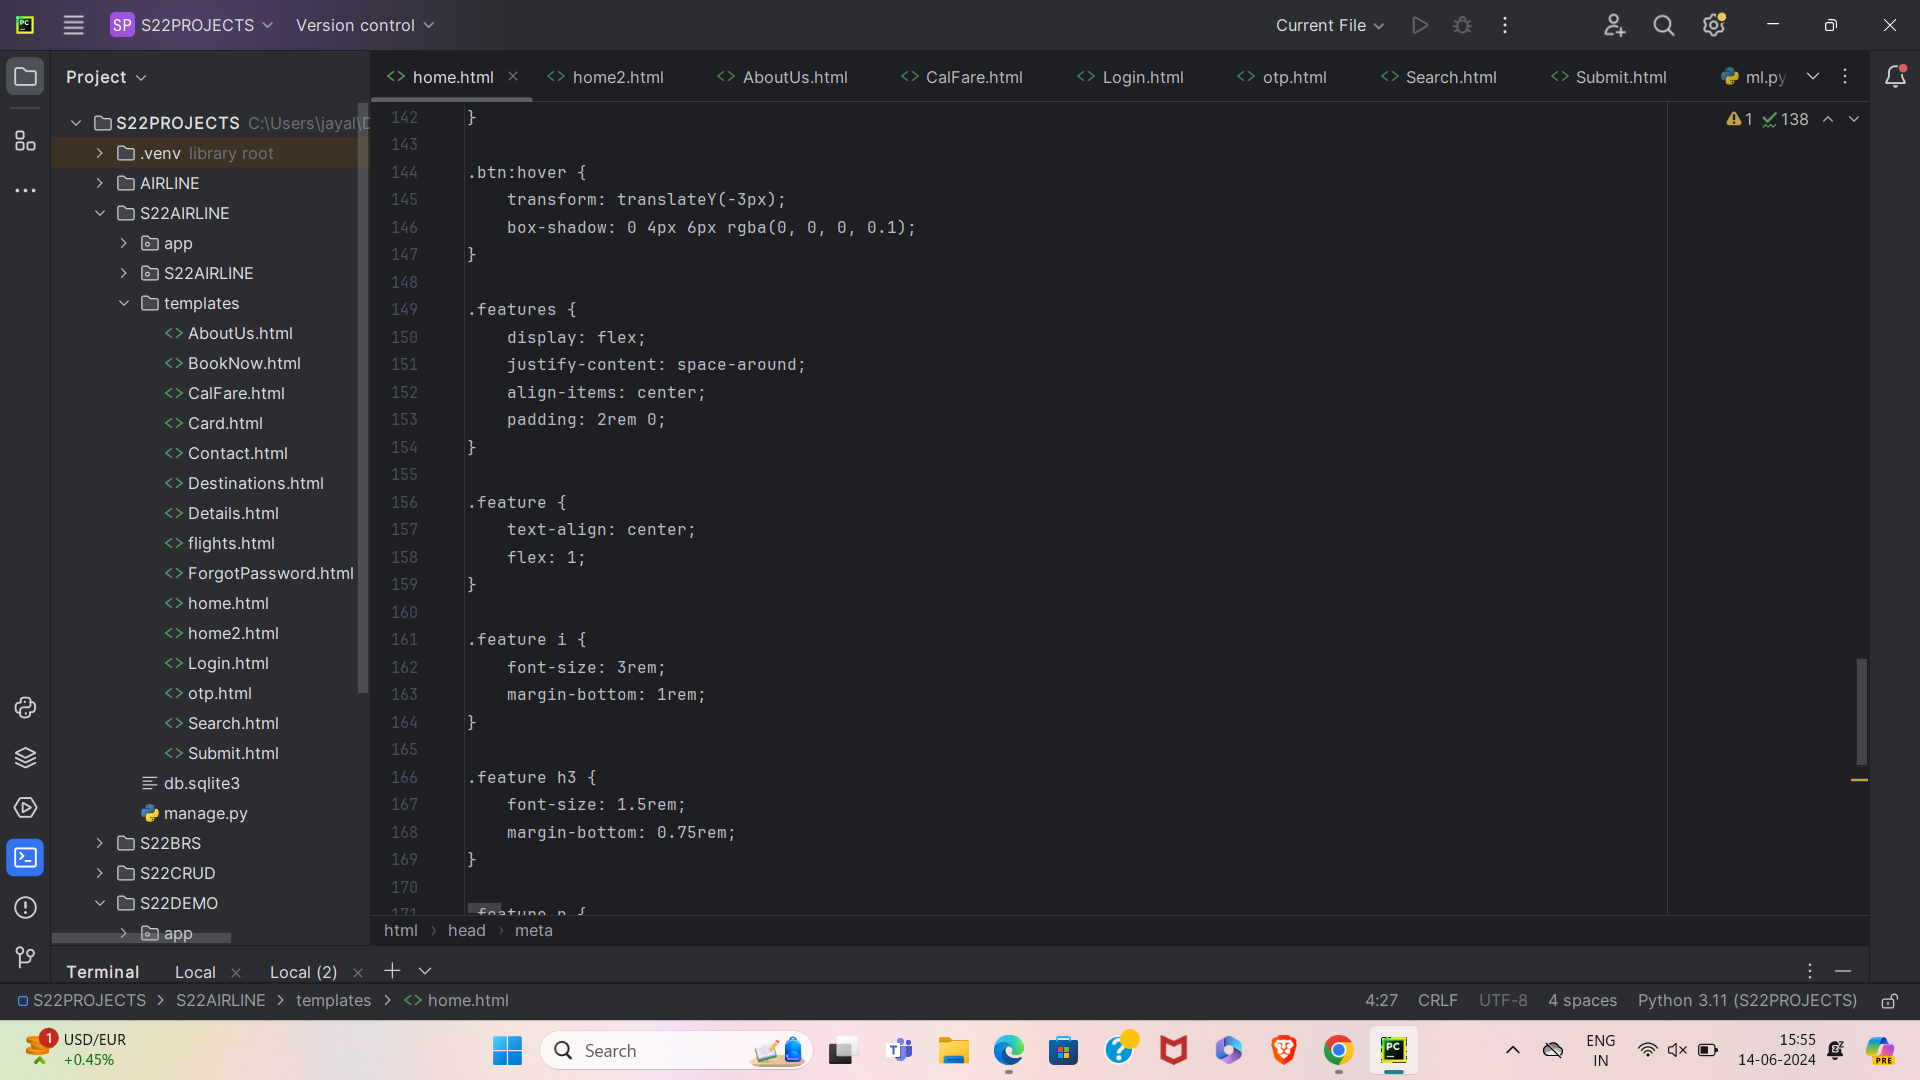 SP S22PROJECTS Version control Current File
Project
home.html home2.html AboutUs.html CalFare.html Login.html otp.html Search.html Submit.html ml.py
S22PROJECTS C:\Users\jayal\
.venv library root
AIRLINE
S22AIRLINE
app
S22AIRLINE
templates
AboutUs.html
BookNow.html
CalFare.html
Card.html
Contact.html
Destinations.html
Details.html
flights.html
ForgotPassword.html
home.html
home2.html
Login.html
otp.html
Search.html
Submit.html
db.sqlite3
manage.py
S22BRS
S22CRUD
S22DEMO
app
1 138
142 }
143
144 .btn:hover {
145 transform: translateY(-3px);
146 box-shadow: 0 4px 6px rgba(0, 0, 0, 0.1);
147 }
148
149 .features {
150 display: flex;
151 justify-content: space-around;
152 align-items: center;
153 padding: 2rem 0;
154 }
155
156 .feature {
157 text-align: center;
158 flex: 1;
159 }
160
161 .feature i {
162 font-size: 3rem;
163 margin-bottom: 1rem;
164 }
165
166 .feature h3 {
167 font-size: 1.5rem;
168 margin-bottom: 0.75rem;
169 }
170
171 .feature p {
html > head > meta
Terminal Local Local (2)
S22PROJECTS > S22AIRLINE > templates > home.html
4:27 CRLF UTF-8 4 spaces Python 3.11 (S22PROJECTS)
1 USD/EUR
+0.45%
Search
PC
ENG
IN
15:55
14-06-2024
PRE